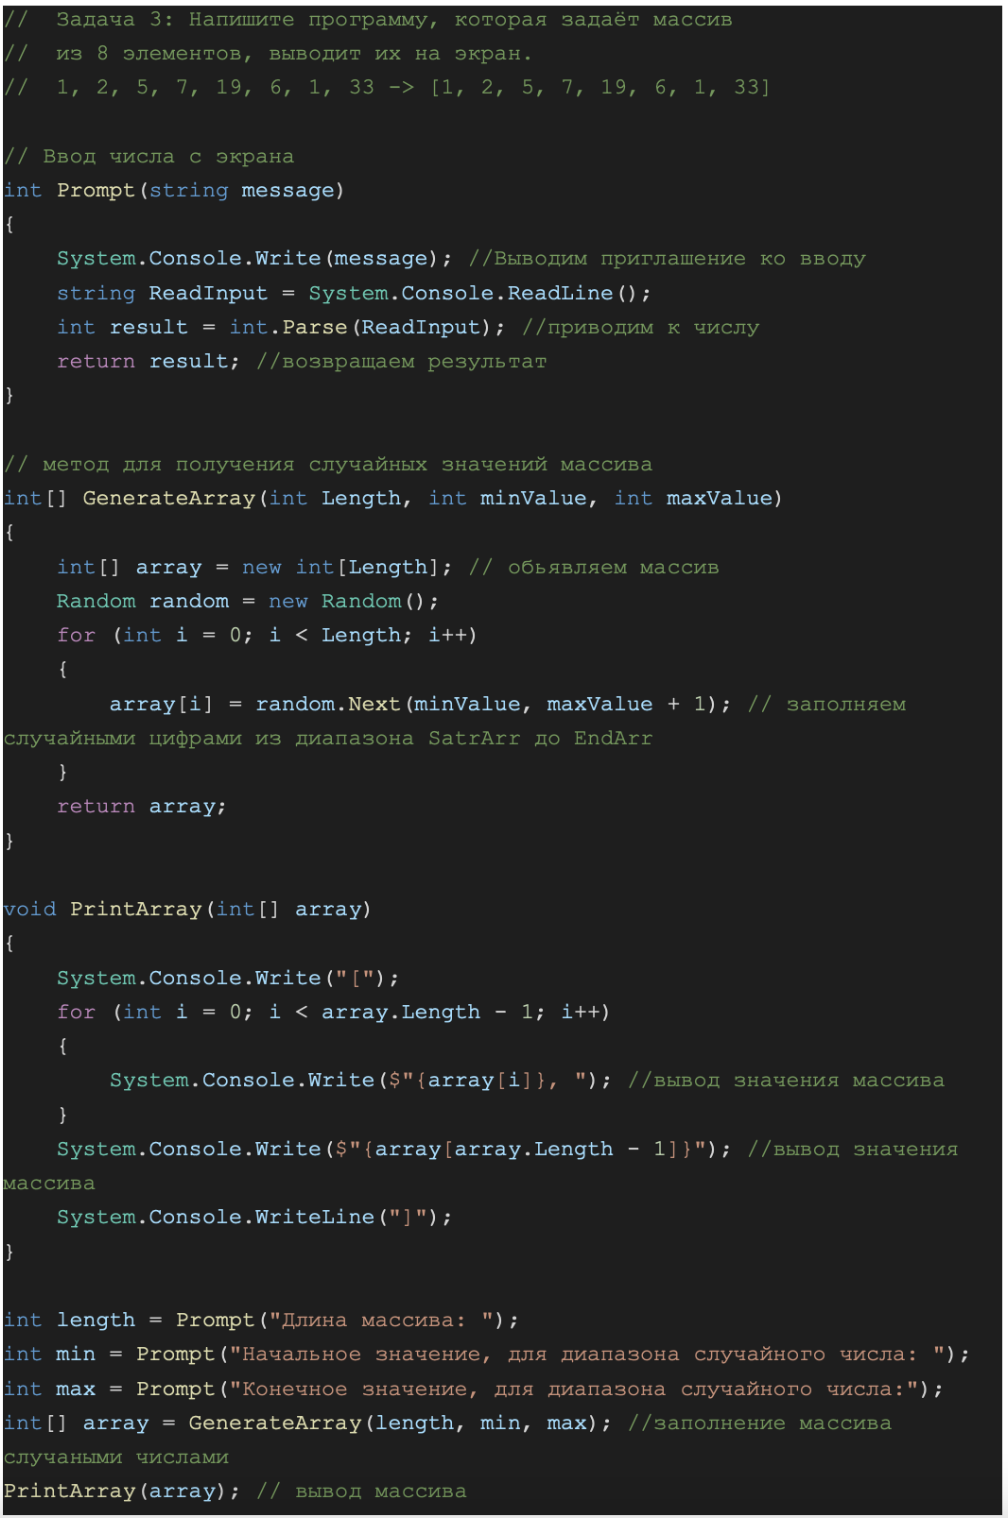 //  Задача 3: Напишите программу, которая задаёт массив
//  из 8 элементов, выводит их на экран.
//  1, 2, 5, 7, 19, 6, 1, 33 -> [1, 2, 5, 7, 19, 6, 1, 33]

// Ввод числа с экрана
int Prompt(string message)
{
    System.Console.Write(message); //Выводим приглашение ко вводу
    string ReadInput = System.Console.ReadLine();
    int result = int.Parse(ReadInput); //приводим к числу
    return result; //возвращаем результат
}

// метод для получения случайных значений массива
int[] GenerateArray(int Length, int minValue, int maxValue)
{
    int[] array = new int[Length]; // обьявляем массив
    Random random = new Random();
    for (int i = 0; i < Length; i++)
    {
        array[i] = random.Next(minValue, maxValue + 1); // заполняем
случайными цифрами из диапазона SatrArr до EndArr
    }
    return array;
}

void PrintArray(int[] array)
{
    System.Console.Write("[");
    for (int i = 0; i < array.Length - 1; i++)
    {
        System.Console.Write($"{array[i]}, "); //вывод значения массива
    }
    System.Console.Write($"{array[array.Length - 1]}"); //вывод значения
массива
    System.Console.WriteLine("]");
}

int length = Prompt("Длина массива: ");
int min = Prompt("Начальное значение, для диапазона случайного числа: ");
int max = Prompt("Конечное значение, для диапазона случайного числа:");
int[] array = GenerateArray(length, min, max); //заполнение массива
случаными числами
PrintArray(array); // вывод массива